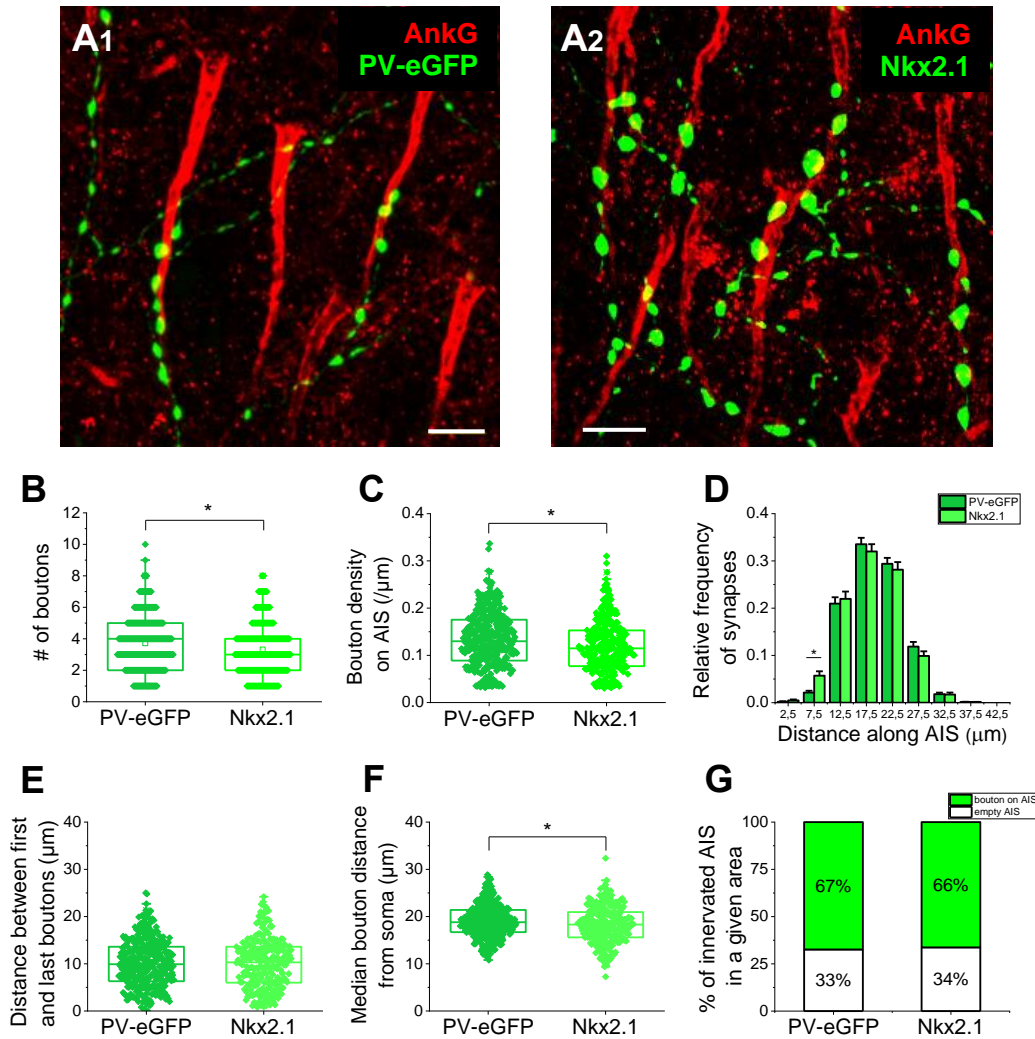 A1
AnkG
PV-eGFP
A2
AnkG
Nkx2.1
B
# of boutons
12
10
8
6
4
2
0
*
PV-eGFP
Nkx2.1
C
Bouton density
on AIS (/μm)
0.4
0.3
0.2
0.1
0.0
*
PV-eGFP
Nkx2.1
D
Relative frequency
of synapses
0.4
0.3
0.2
0.1
0.0
PV-eGFP
Nkx2.1
*
2,5 7,5 12,5 17,5 22,5 27,5 32,5 37,5 42,5
Distance along AIS (μm)
E
Distance between first
and last boutons (μm)
40
30
20
10
0
PV-eGFP
Nkx2.1
F
Median bouton distance
from soma (μm)
40
30
20
10
0
*
PV-eGFP
Nkx2.1
G
% of innervated AIS
in a given area
100
75
50
25
0
bouton on AIS
empty AIS
67%
66%
33%
34%
PV-eGFP
Nkx2.1